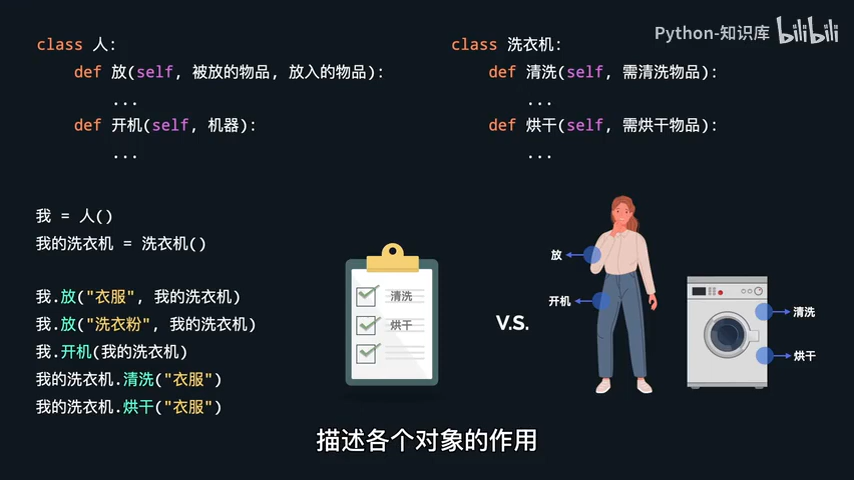 Python-知识库 bilibili
class 人:
def 放(self, 被放的物品, 放入的物品):
...
def 开机(self, 机器):
...
class 洗衣机:
def 清洗(self, 需清洗物品):
...
def 烘干(self, 需烘干物品):
...
我 = 人()
我的洗衣机 = 洗衣机()
我.放("衣服", 我的洗衣机)
我.放("洗衣粉", 我的洗衣机)
我.开机(我的洗衣机)
我的洗衣机.清洗("衣服")
我的洗衣机.烘干("衣服")
清洗
烘干
V.S.
放
开机
清洗
烘干
描述各个对象的作用